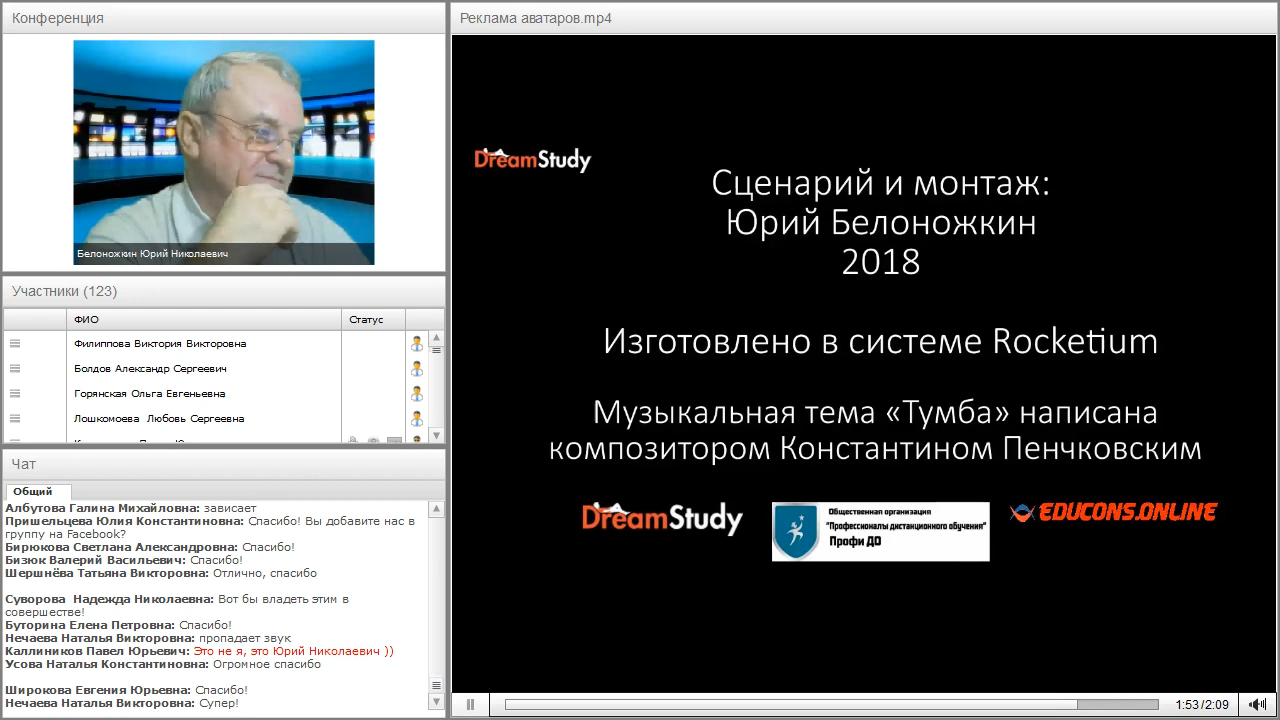 Конференция
Белоножкин Юрий Николаевич
Участники (123)
ФИО
Статус
Филиппова Виктория Викторовна
Болдов Александр Сергеевич
Горянская Ольга Евгеньевна
Лошкомоева Любовь Сергеевна
Чат
Общий
Албутова Галина Михайловна: зависает
Пришельцева Юлия Константиновна: Спасибо! Вы добавите нас в
группу на Facebook?
Бирюкова Светлана Александровна: Спасибо!
Бизюк Валерий Васильевич: Спасибо!
Шершнёва Татьяна Викторовна: Отлично, спасибо
Суворова Надежда Николаевна: Вот бы владеть этим в
совершестве!
Буторина Елена Петровна: Спасибо!
Нечаева Наталья Викторовна: пропадает звук
Каллиников Павел Юрьевич: Это не я, это Юрий Николаевич ))
Усова Наталья Константиновна: Огромное спасибо
Широкова Евгения Юрьевна: Спасибо!
Нечаева Наталья Викторовна: Супер!
Реклама аватаров.mp4
DreamStudy
Сценарий и монтаж:
Юрий Белоножкин
2018
Изготовлено в системе Rocketium
Музыкальная тема «Тумба» написана
композитором Константином Пенчковским
DreamStudy
Общественная организация
"Профессионалы дистанционного обучения"
Профи ДО
EDUCONS.ONLINE
1:53/2:09